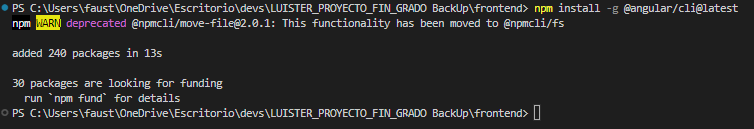 PS C:\Users\faust\OneDrive\Escritorio\devs\LUISTER_PROYECTO_FIN_GRADO BackUp\frontend> npm install -g @angular/cli@latest
npm WARN deprecated @npmcli/move-file@2.0.1: This functionality has been moved to @npmcli/fs
added 240 packages in 13s
30 packages are looking for funding
run `npm fund` for details
PS C:\Users\faust\OneDrive\Escritorio\devs\LUISTER_PROYECTO_FIN_GRADO BackUp\frontend>